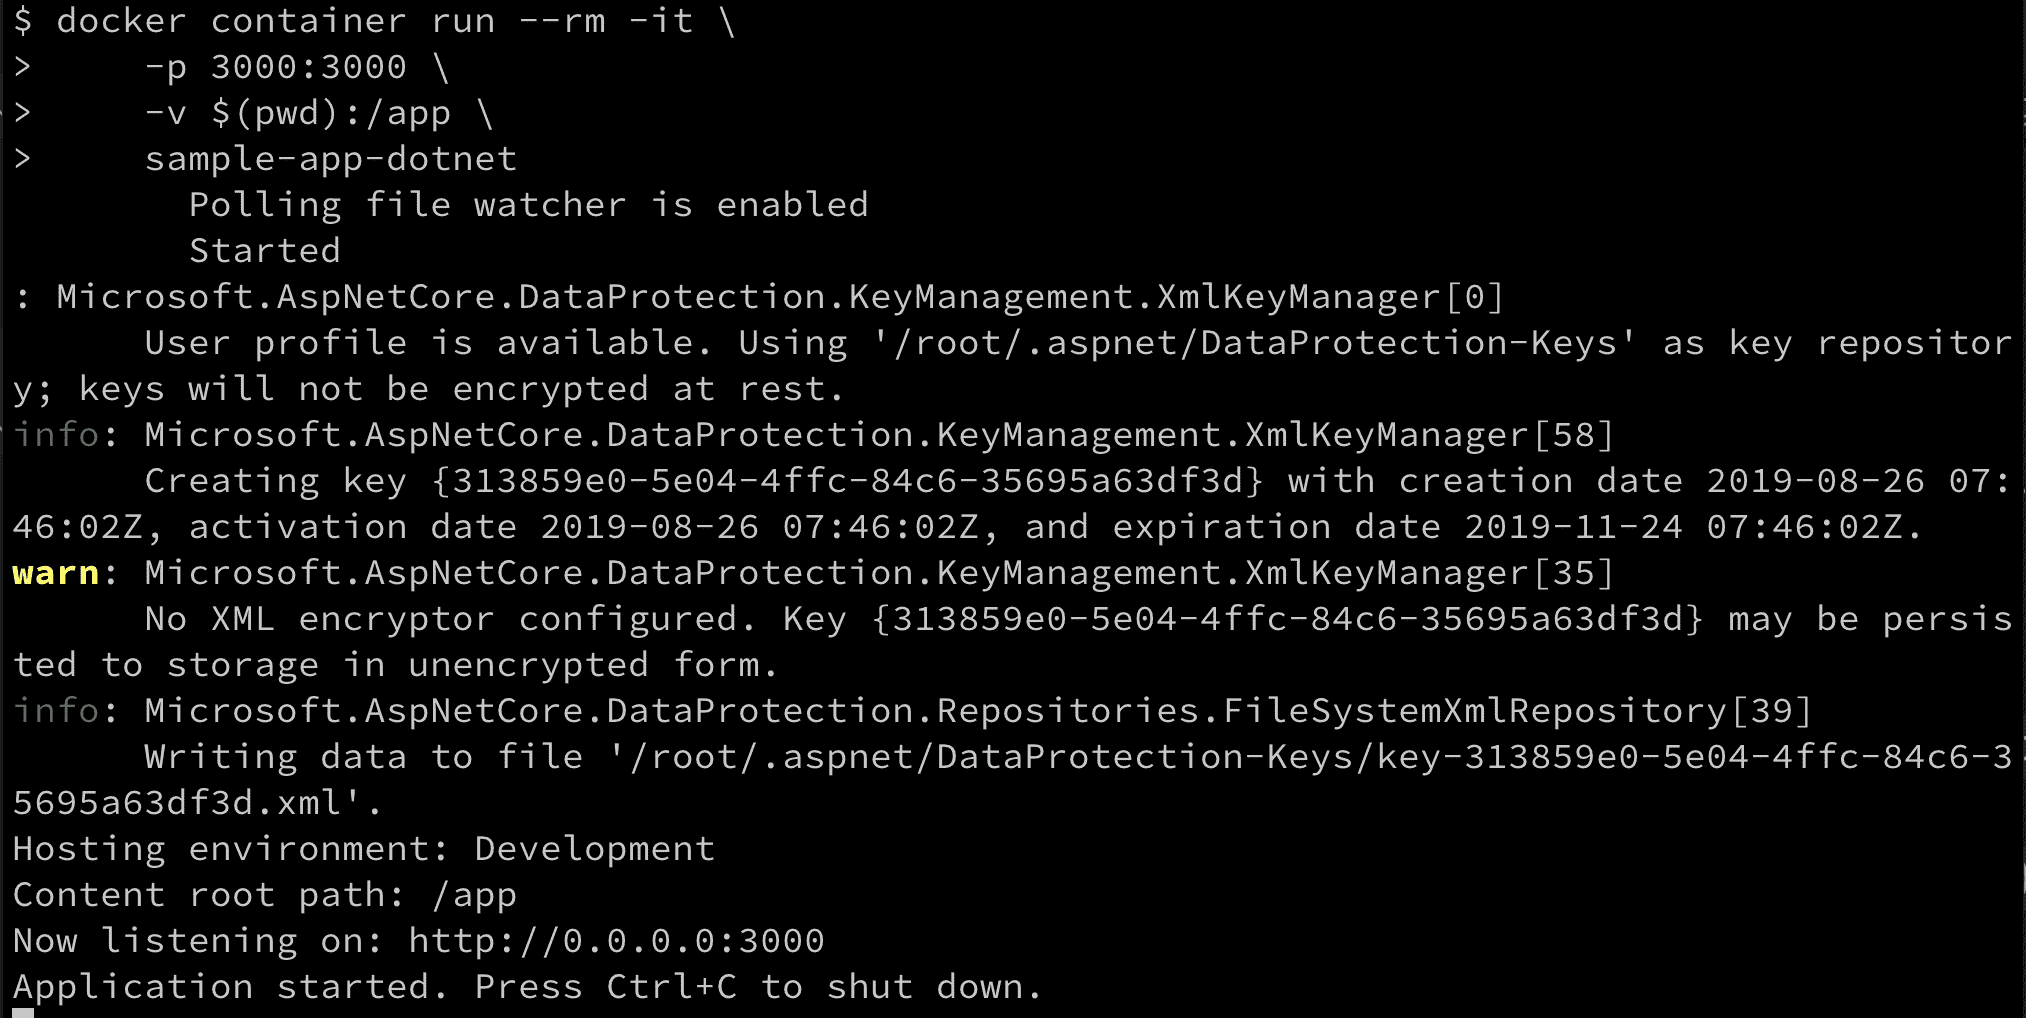 $ docker container run --rm -it \
>     -p 3000:3000 \
>     -v $(pwd):/app \
>     sample-app-dotnet
        Polling file watcher is enabled
        Started
: Microsoft.AspNetCore.DataProtection.KeyManagement.XmlKeyManager[0]
      User profile is available. Using '/root/.aspnet/DataProtection-Keys' as key repositor
y; keys will not be encrypted at rest.
info: Microsoft.AspNetCore.DataProtection.KeyManagement.XmlKeyManager[58]
      Creating key {313859e0-5e04-4ffc-84c6-35695a63df3d} with creation date 2019-08-26 07:
46:02Z, activation date 2019-08-26 07:46:02Z, and expiration date 2019-11-24 07:46:02Z.
warn: Microsoft.AspNetCore.DataProtection.KeyManagement.XmlKeyManager[35]
      No XML encryptor configured. Key {313859e0-5e04-4ffc-84c6-35695a63df3d} may be persis
ted to storage in unencrypted form.
info: Microsoft.AspNetCore.DataProtection.Repositories.FileSystemXmlRepository[39]
      Writing data to file '/root/.aspnet/DataProtection-Keys/key-313859e0-5e04-4ffc-84c6-3
5695a63df3d.xml'.
Hosting environment: Development
Content root path: /app
Now listening on: http://0.0.0.0:3000
Application started. Press Ctrl+C to shut down.